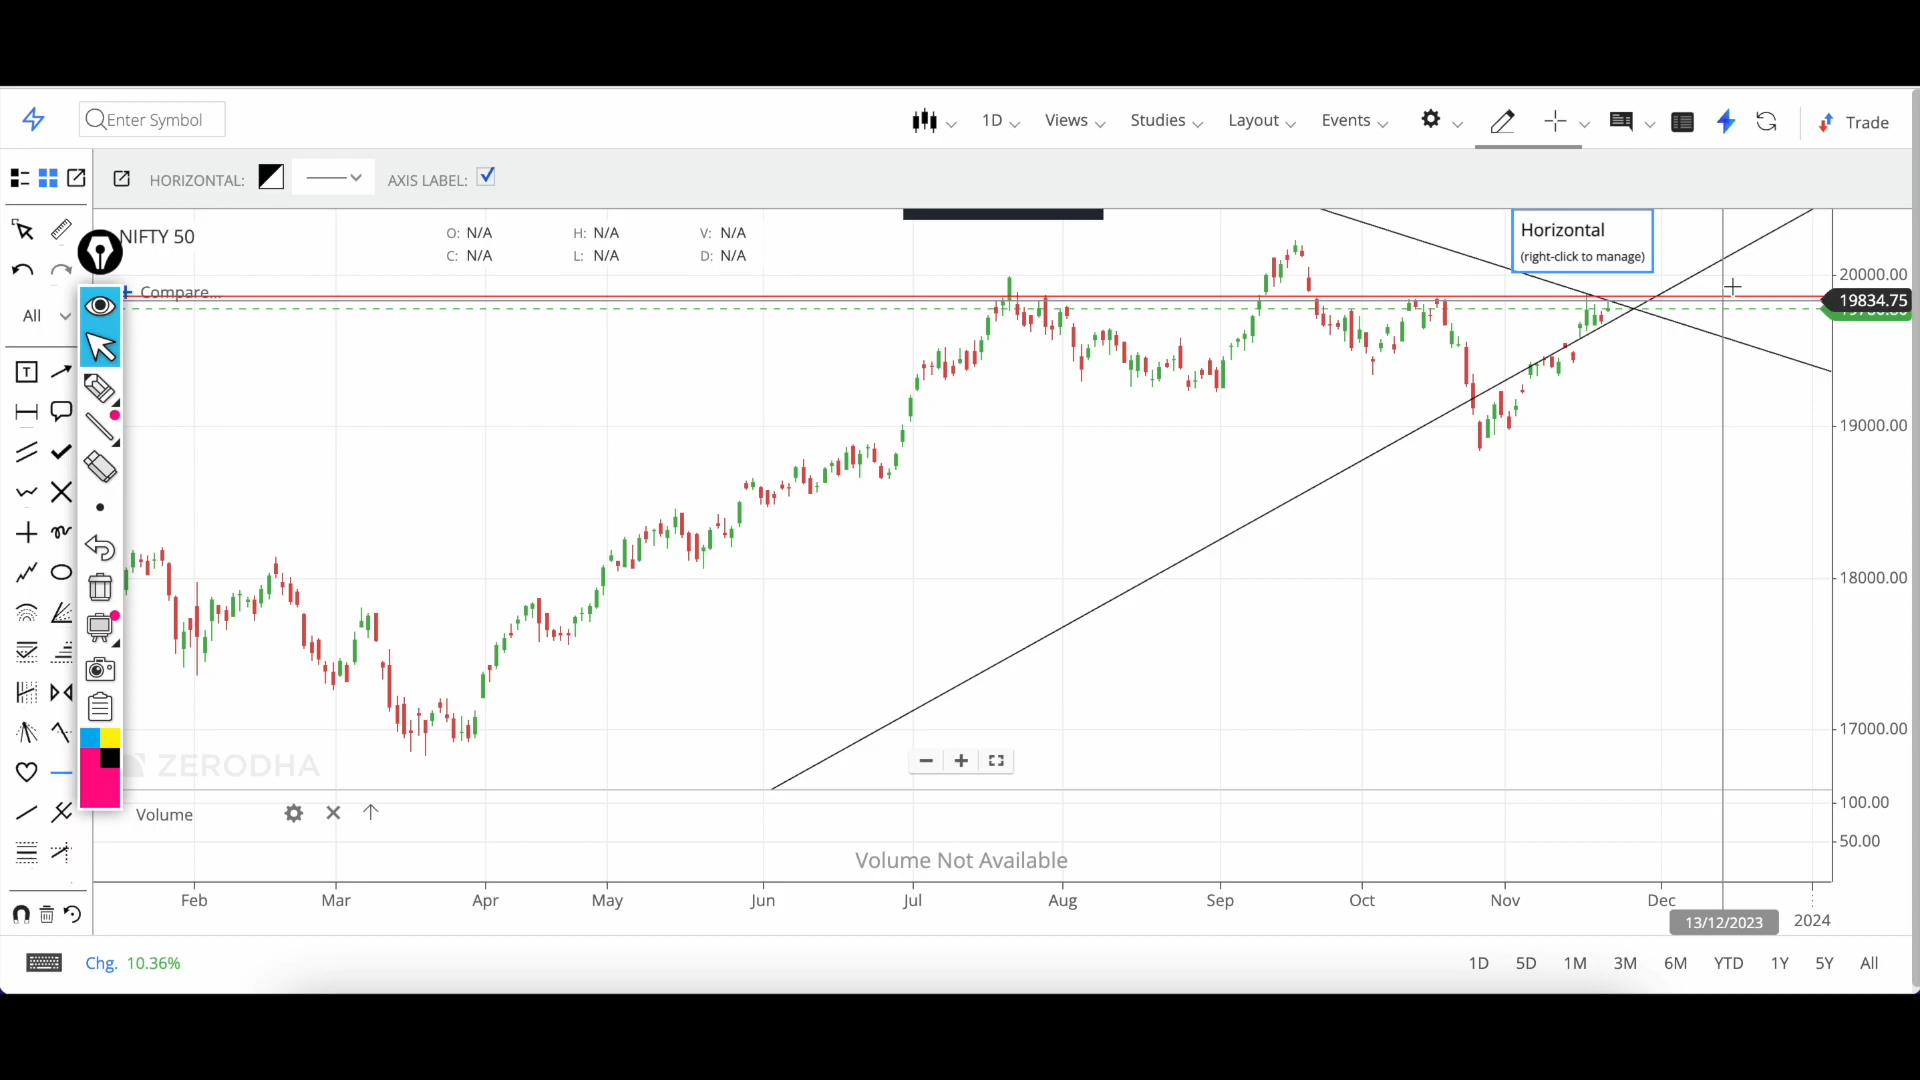 Enter Symbol
1D
Views
Studies
Layout
Events
Trade
HORIZONTAL:
AXIS LABEL:
NIFTY 50
O: N/A
H: N/A
V: N/A
C: N/A
L: N/A
D: N/A
Horizontal
(right-click to manage)
Compare...
All
T
20000.00
19834.75
19000.00
18000.00
17000.00
ZERODHA
Volume
100.00
50.00
Volume Not Available
Feb
Mar
Apr
May
Jun
Jul
Aug
Sep
Oct
Nov
Dec
13/12/2023
2024
Chg. 10.36%
1D
5D
1M
3M
6M
YTD
1Y
5Y
All